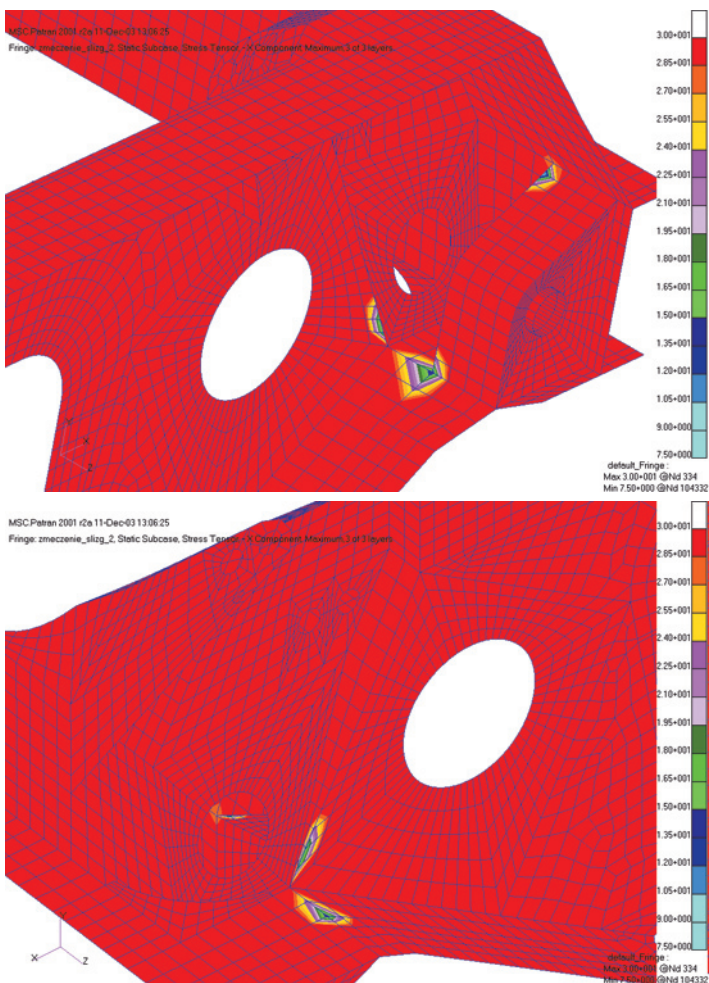 MSC.Patran 2001 r2a 11-Dec-03 13:06:25
Fringe: zmeczenie_slizg_2, Static Subcase, Stress Tensor, - X Component Maximum 3 of 3 layers
3.00+001
2.85+001
2.70+001
2.55+001
2.40+001
2.25+001
2.10+001
1.95+001
1.80+001
1.65+001
1.50+001
1.35+001
1.20+001
1.05+001
9.00+000
7.50+000
Y
X
Z
default_Fringe :
Max 3.00+001 @Nd 334
Min 7.50+000 @Nd 104332
MSC.Patran 2001 r2a 11-Dec-03 13:06:25
Fringe: zmeczenie_slizg_2, Static Subcase, Stress Tensor, - X Component Maximum 3 of 3 layers
3.00+001
2.85+001
2.70+001
2.55+001
2.40+001
2.25+001
2.10+001
1.95+001
1.80+001
1.65+001
1.50+001
1.35+001
1.20+001
1.05+001
9.00+000
7.50+000
Y
X
Z
default_Fringe :
Max 3.00+001 @Nd 334
Min 7.50+000 @Nd 104332